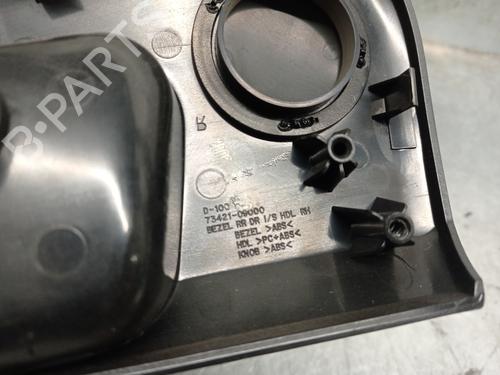 B-PARTS
R
D-100
73421-09000
BEZEL RR DR I/S HDL RH
BEZEL >ABS<
HDL >PC+ABS<
KNOB >ABS<